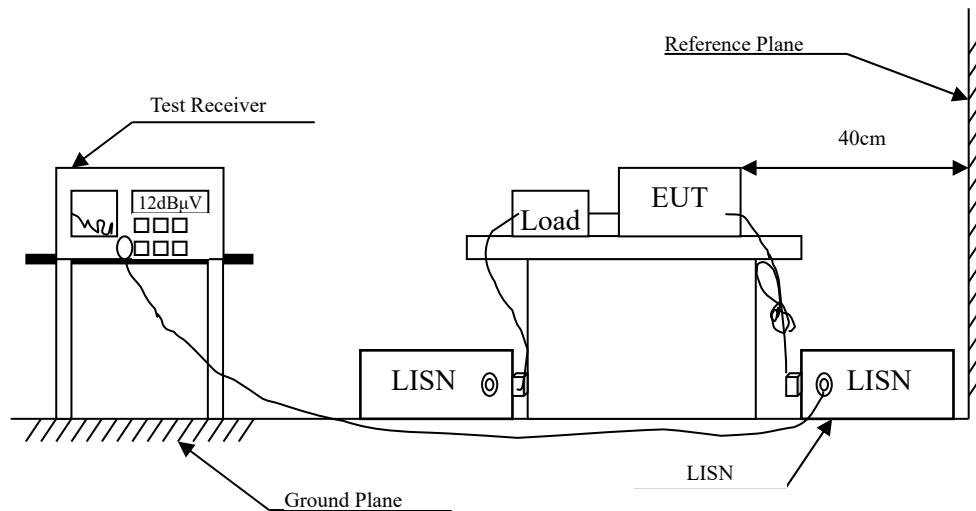 Reference Plane
Test Receiver
40cm
12dBμV
EUT
Load
LISN
LISN
LISN
Ground Plane